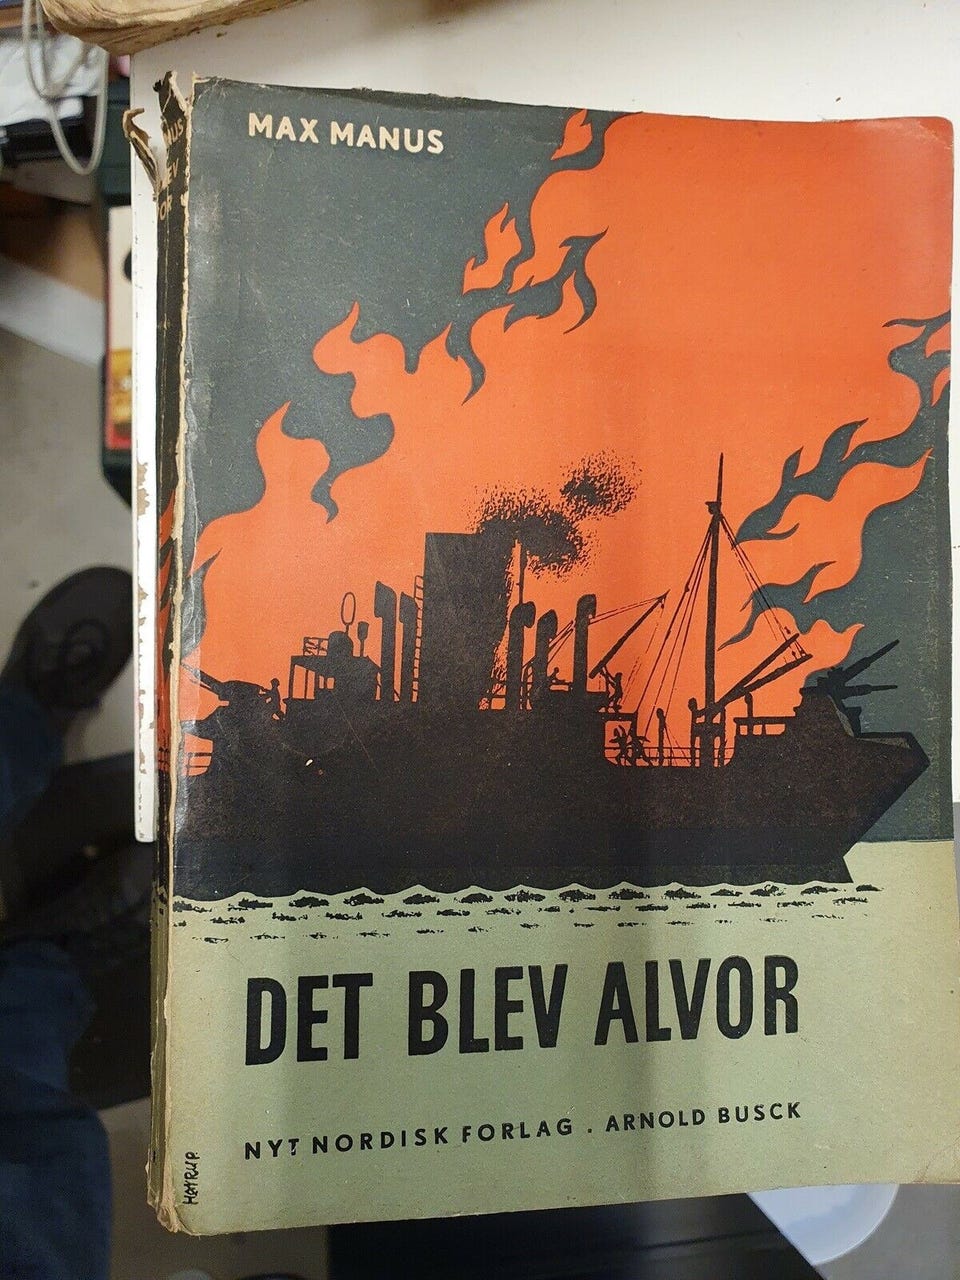 MAX MANUS
DET BLEV ALVOR
NYT NORDISK FORLAG . ARNOLD BUSCK